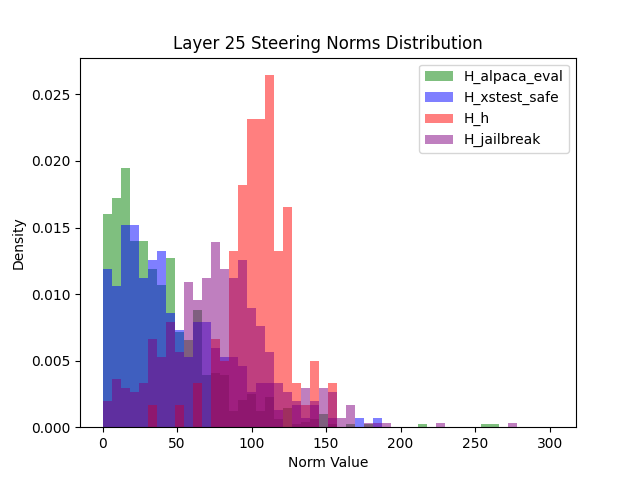 Layer 25 Steering Norms Distribution
H_alpaca_eval
H_xstest_safe
H_h
H_jailbreak
Density
0.025
0.020
0.015
0.010
0.005
0.000
0
50
100
150
200
250
300
Norm Value